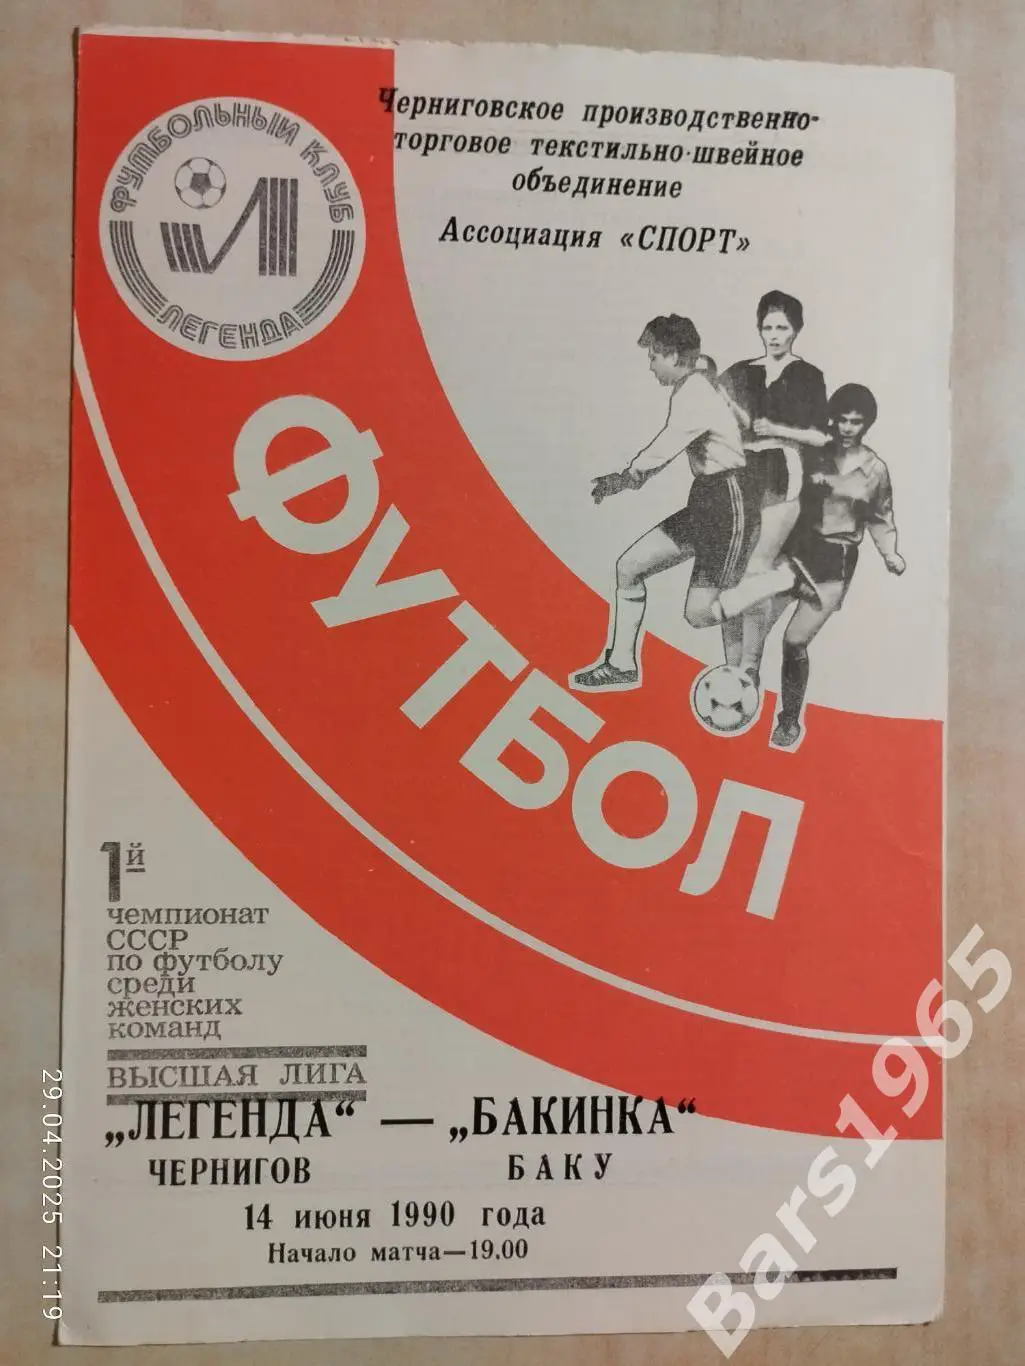 ФУТБОЛЬНЫЙ КЛУБ
ЛЕГЕНДА
Черниговское производственно-
торговое текстильно-швейное
объединение
Ассоциация «СПОРТ»
ФУТБОЛ
1й
чемпионат
СССР
по футболу
среди
женских
команд
ВЫСШАЯ ЛИГА
„ЛЕГЕНДА“ — „БАКИНКА“
ЧЕРНИГОВ БАКУ
14 июня 1990 года
Начало матча—19.00
29.04.2025 21:19
Bars1965